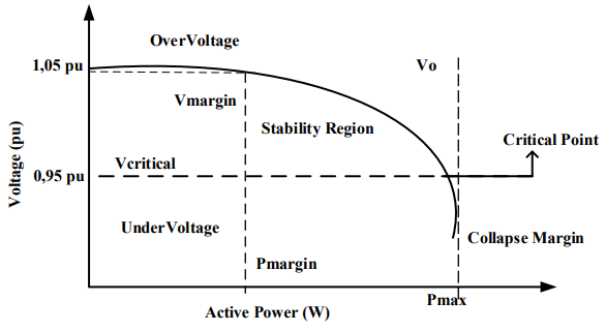 OverVoltage
Vo
1,05 pu
Vmargin
Stability Region
Critical Point
Vcritical
0,95 pu
Voltage (pu)
UnderVoltage
Collapse Margin
Pmargin
Pmax
Active Power (W)